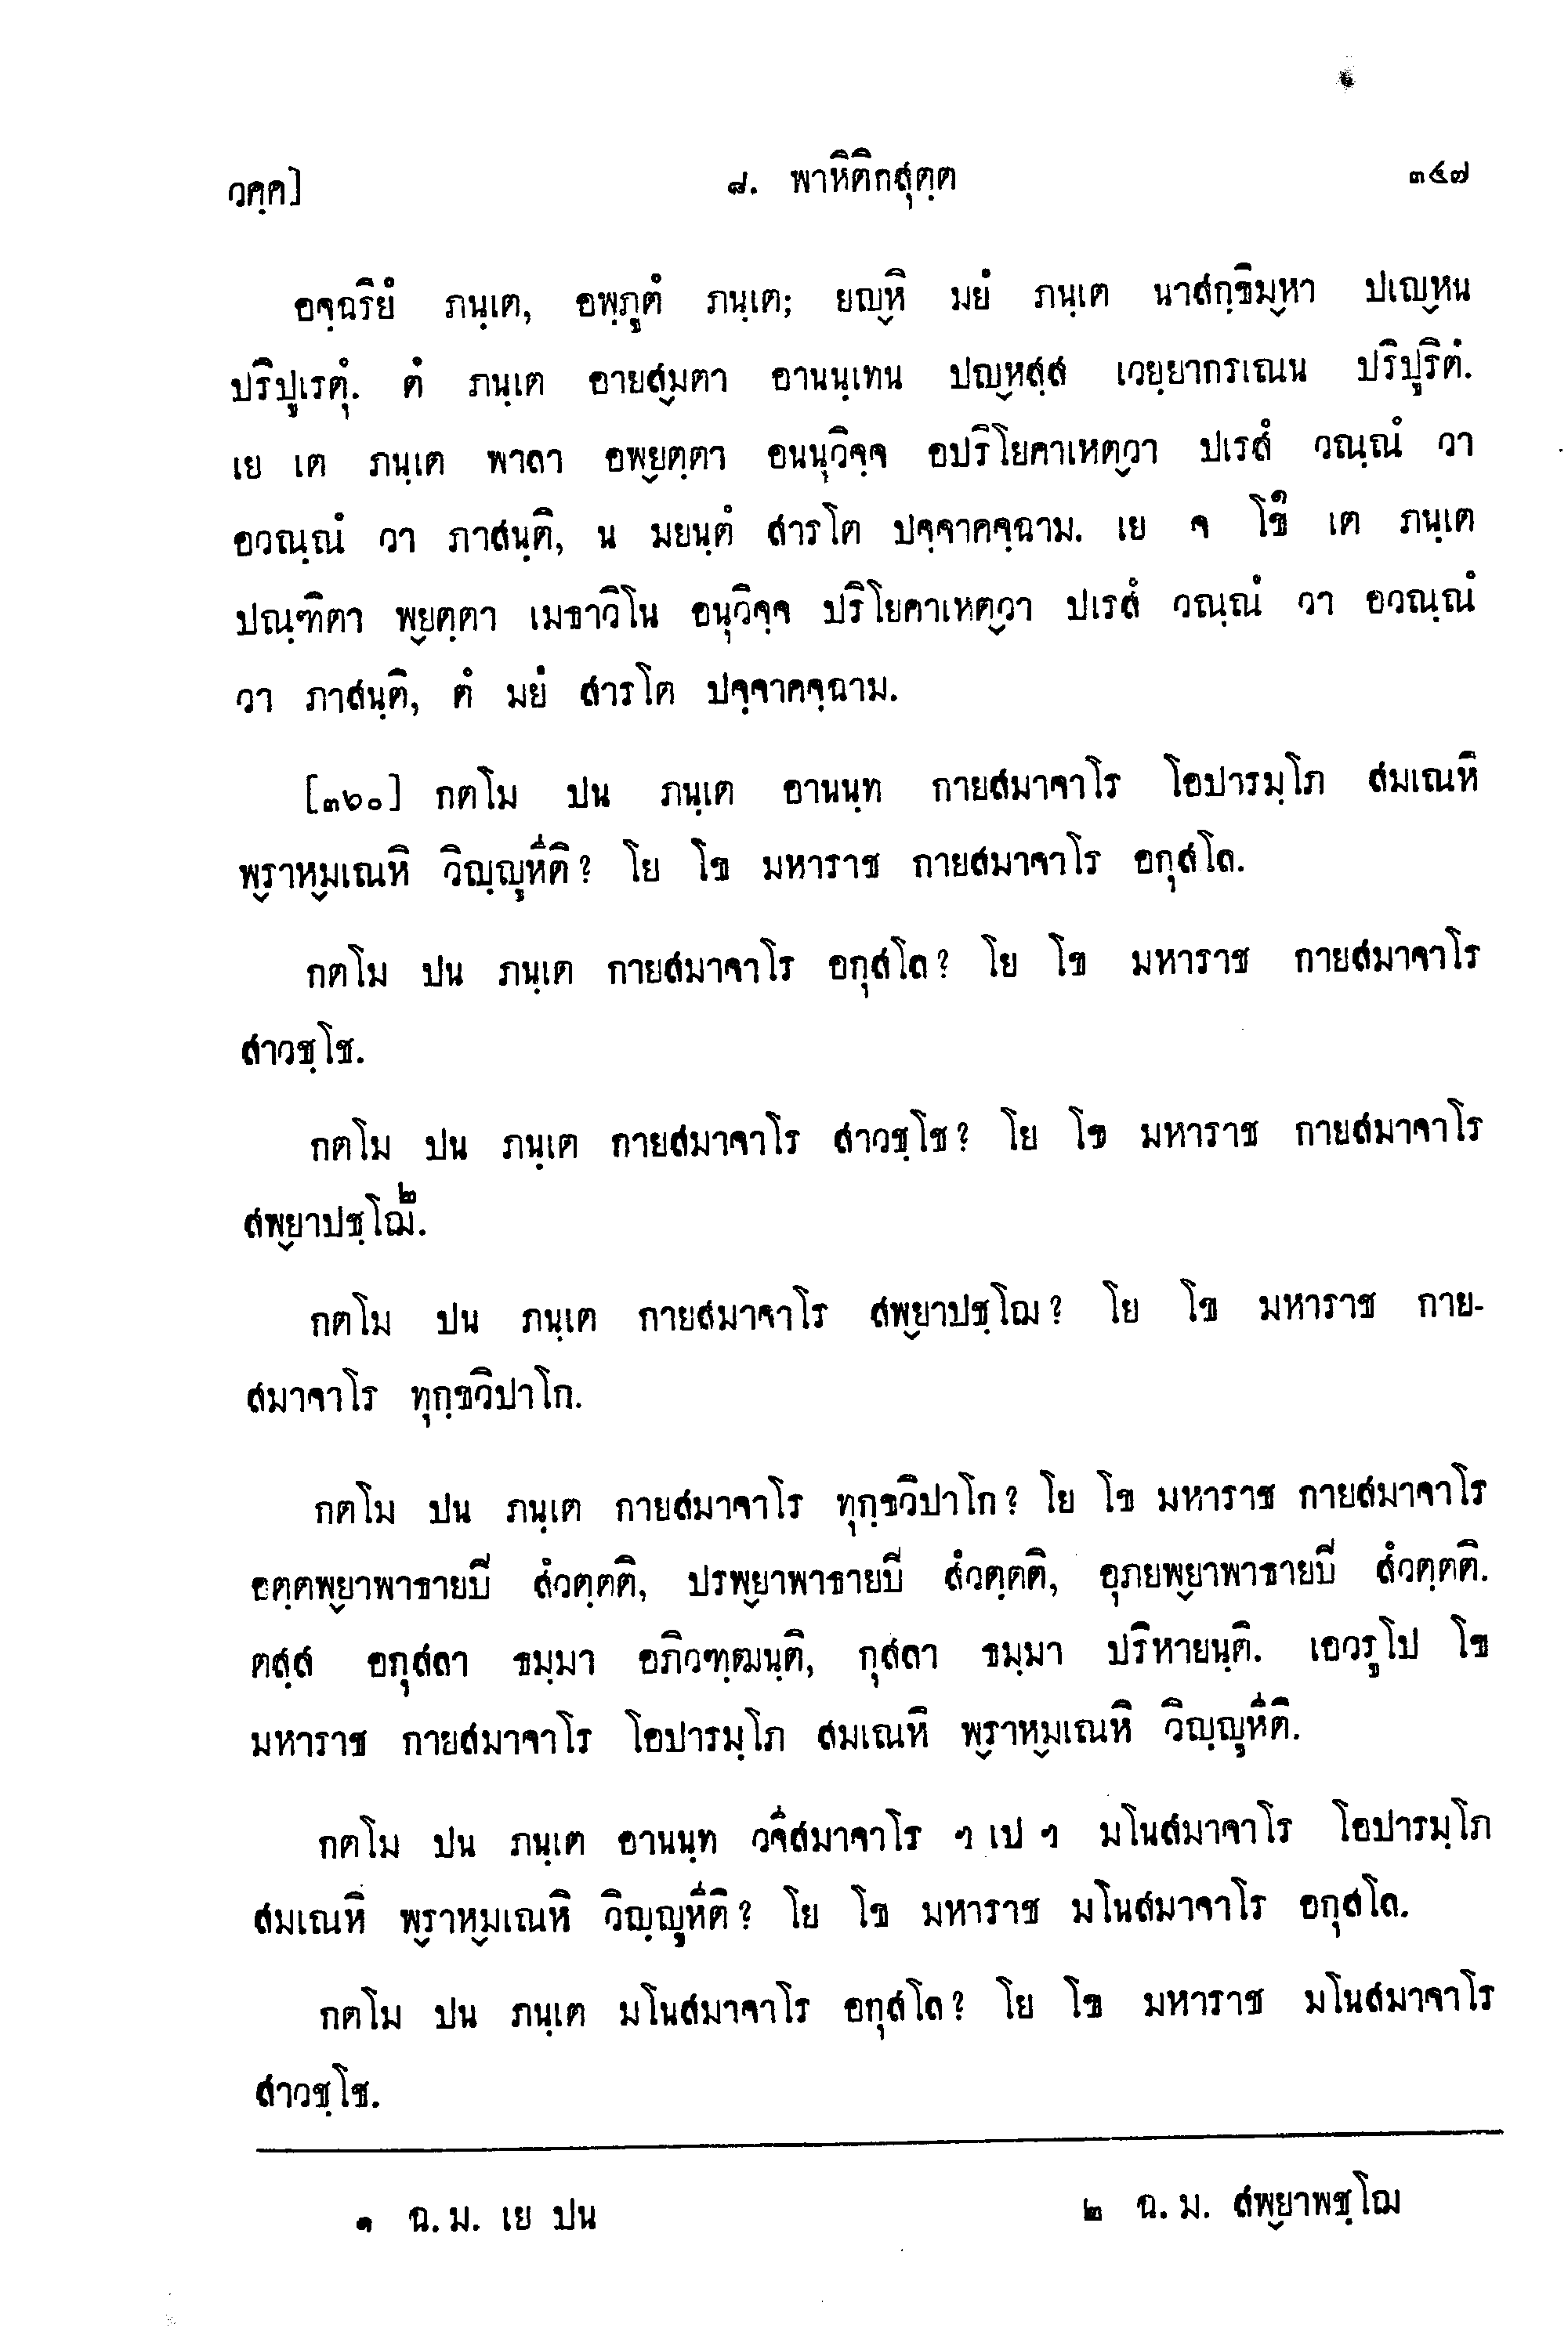 วคฺค]
๘. พาหิติกสุตฺต
๓๔๗
อจฺฉริยํ ภนฺเต, อพฺภูตํ ภนฺเต; ยญฺหิ มยํ ภนฺเต นาสกฺขิมฺหา ปเญฺหน
ปริปูเรตุํ. ตํ ภนฺเต อายสฺมตา อานนฺเทน ปญฺหสฺส เวยฺยากรเณน ปริปูริตํ.
เย เต ภนฺเต พาลา อพฺยตฺตา อนนุวิจฺจ อปริโยคาเหตฺวา ปเรสํ วณฺณํ วา
อวณฺณํ วา ภาสนฺติ, น มยนฺตํ สารโต ปจฺจาคจฺฉาม. เย จ โข๑ เต ภนฺเต
ปณฺฑิตา พฺยตฺตา เมธาวิโน อนุวิจฺจ ปริโยคาเหตฺวา ปเรสํ วณฺณํ วา อวณฺณํ
วา ภาสนฺติ, ตํ มยํ สารโต ปจฺจาคจฺฉาม.
[๓๖๐] กตโม ปน ภนฺเต อานนฺท กายสมาจาโร โอปารมฺโภ สมเณหิ
พฺราหฺมเณหิ วิญฺญูหีติ? โย โข มหาราช กายสมาจาโร อกุสโล.
กตโม ปน ภนฺเต กายสมาจาโร อกุสโล? โย โข มหาราช กายสมาจาโร
สาวชฺโช.
กตโม ปน ภนฺเต กายสมาจาโร สาวชฺโช? โย โข มหาราช กายสมาจาโร
สพฺยาปชฺโฌ๒.
กตโม ปน ภนฺเต กายสมาจาโร สพฺยาปชฺโฌ? โย โข มหาราช กาย-
สมาจาโร ทุกฺขวิปาโก.
กตโม ปน ภนฺเต กายสมาจาโร ทุกฺขวิปาโก? โย โข มหาราช กายสมาจาโร
อตฺตพฺยาพาธายปิ สํวตฺตติ, ปรพฺยาพาธายปิ สํวตฺตติ, อุภยพฺยาพาธายปิ สํวตฺตติ.
ตสฺส อกุสลา ธมฺมา อภิวฑฺฒนฺติ, กุสลา ธมฺมา ปริหายนฺติ. เอวรูโป โข
มหาราช กายสมาจาโร โอปารมฺโภ สมเณหิ พฺราหฺมเณหิ วิญฺญูหีติ.
กตโม ปน ภนฺเต อานนฺท วจีสมาจาโร ฯ เป ฯ มโนสมาจาโร โอปารมฺโภ
สมเณหิ พฺราหฺมเณหิ วิญฺญูหีติ? โย โข มหาราช มโนสมาจาโร อกุสโล.
กตโม ปน ภนฺเต มโนสมาจาโร อกุสโล? โย โข มหาราช มโนสมาจาโร
สาวชฺโช.
๑ ฉ. ม. เย ปน
๒ ฉ. ม. สพฺยาพชฺโฌ